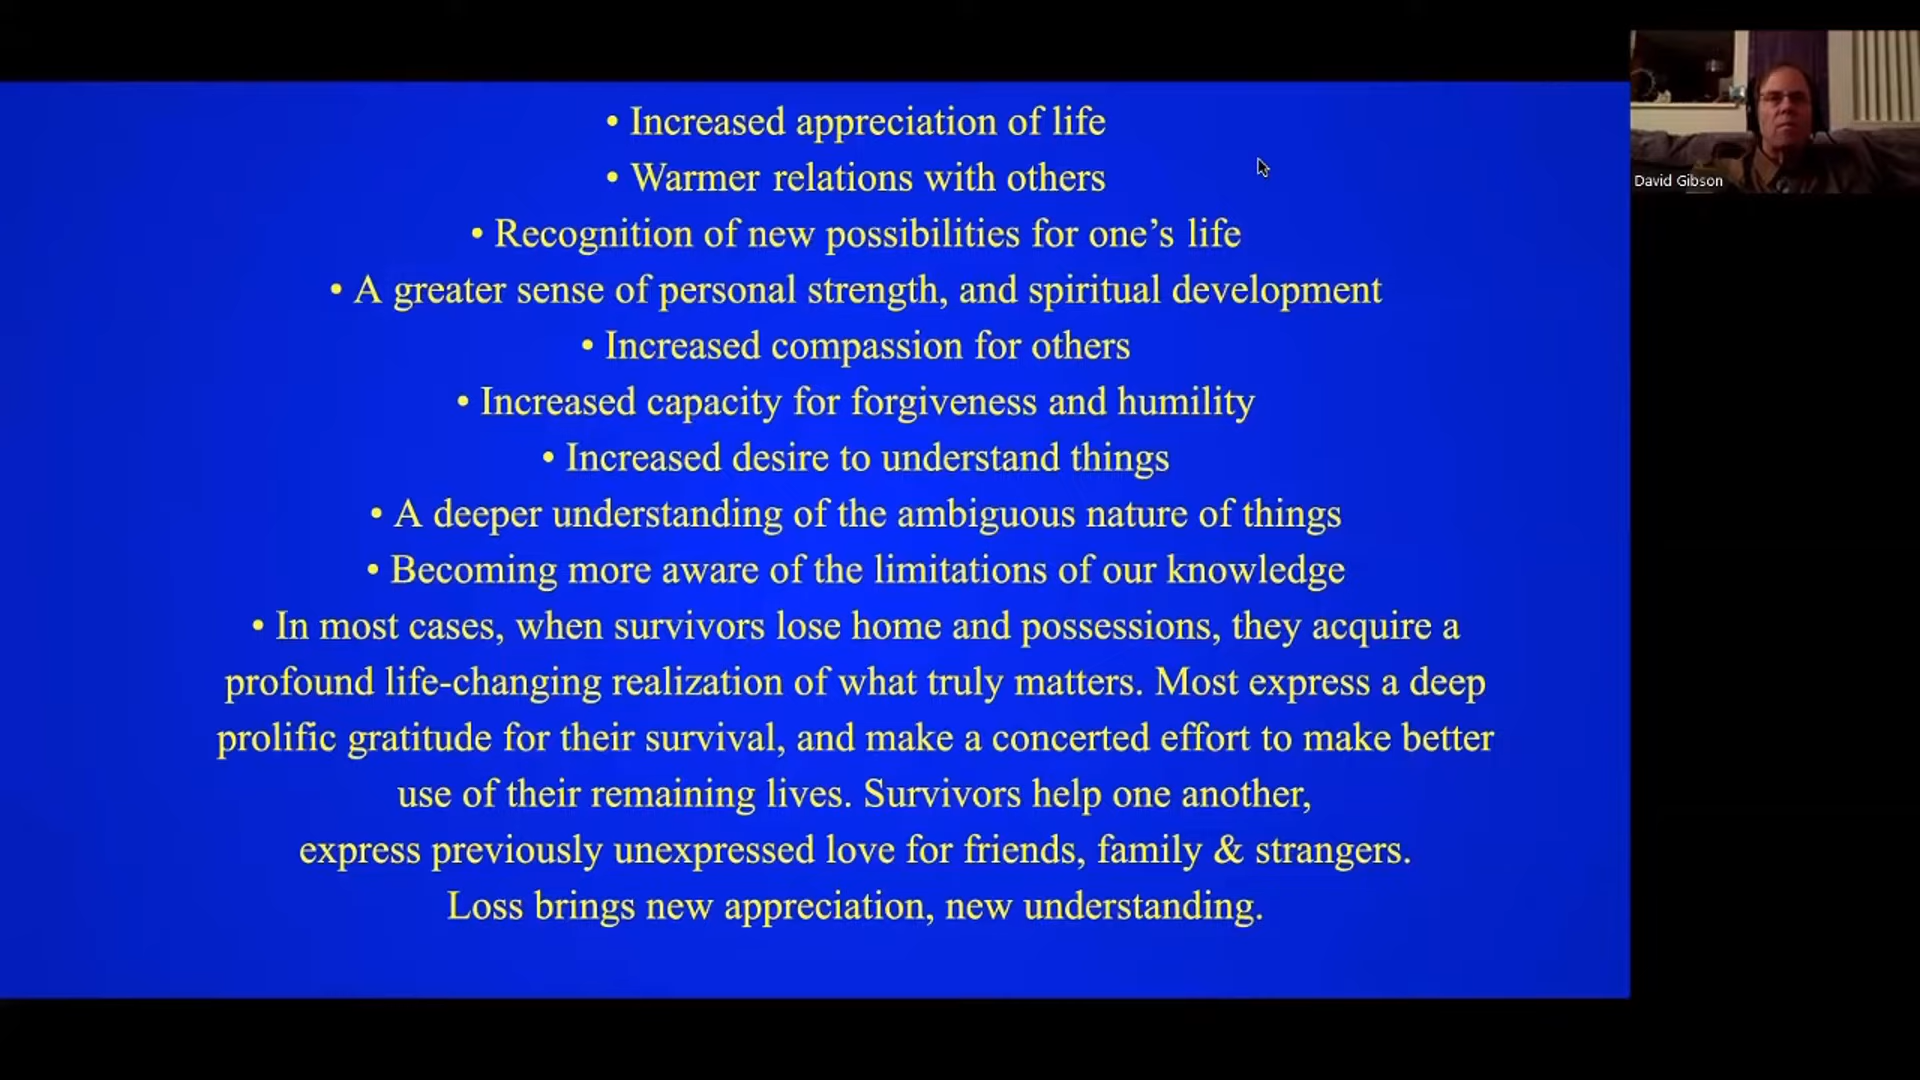 • Increased appreciation of life
• Warmer relations with others
• Recognition of new possibilities for one’s life
• A greater sense of personal strength, and spiritual development
• Increased compassion for others
• Increased capacity for forgiveness and humility
• Increased desire to understand things
• A deeper understanding of the ambiguous nature of things
• Becoming more aware of the limitations of our knowledge
• In most cases, when survivors lose home and possessions, they acquire a
profound life-changing realization of what truly matters. Most express a deep
prolific gratitude for their survival, and make a concerted effort to make better
use of their remaining lives. Survivors help one another,
express previously unexpressed love for friends, family & strangers.
Loss brings new appreciation, new understanding.
David Gibson